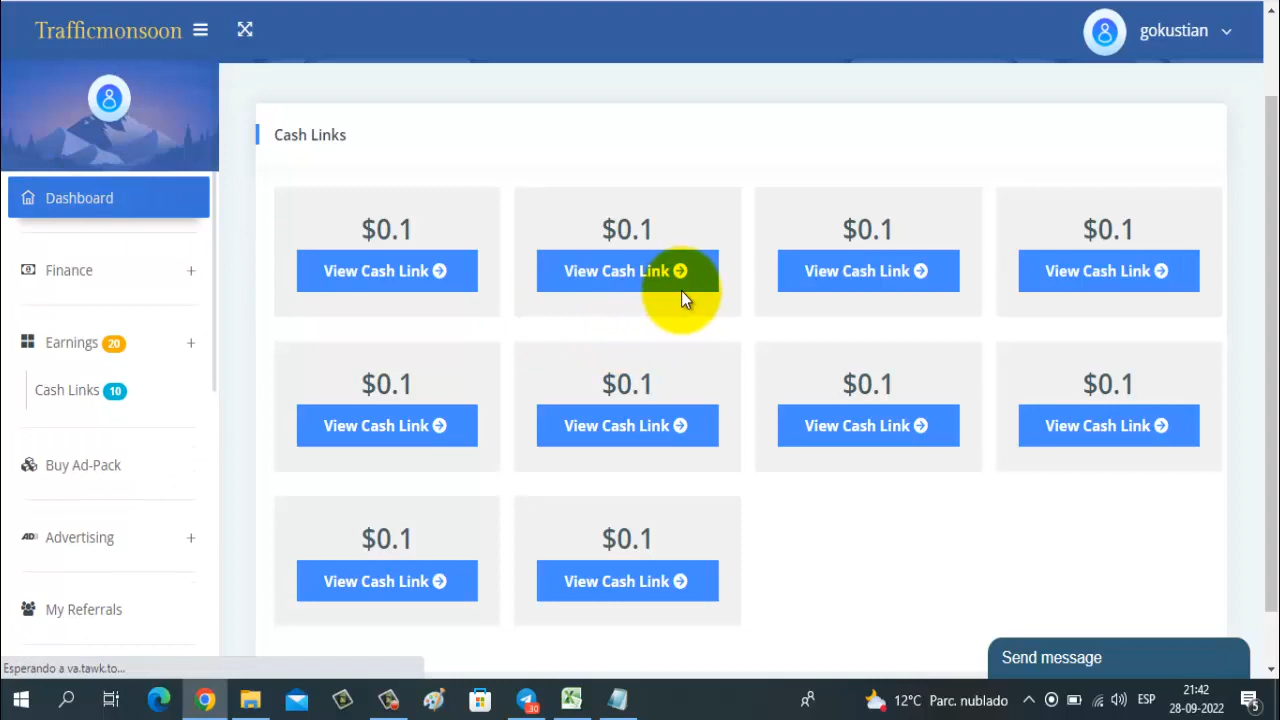 Trafficmonsoon
gokustian
Dashboard
Finance +
Earnings 20 +
Cash Links 10
Buy Ad-Pack
AD Advertising +
My Referrals
Cash Links
$0.1 $0.1 $0.1 $0.1
View Cash Link View Cash Link View Cash Link View Cash Link
$0.1 $0.1 $0.1 $0.1
View Cash Link View Cash Link View Cash Link View Cash Link
$0.1 $0.1
View Cash Link View Cash Link
Send message
Esperando a va.tawk.to...
30
12°C Parc. nublado
ESP
21:42
28-09-2022
5